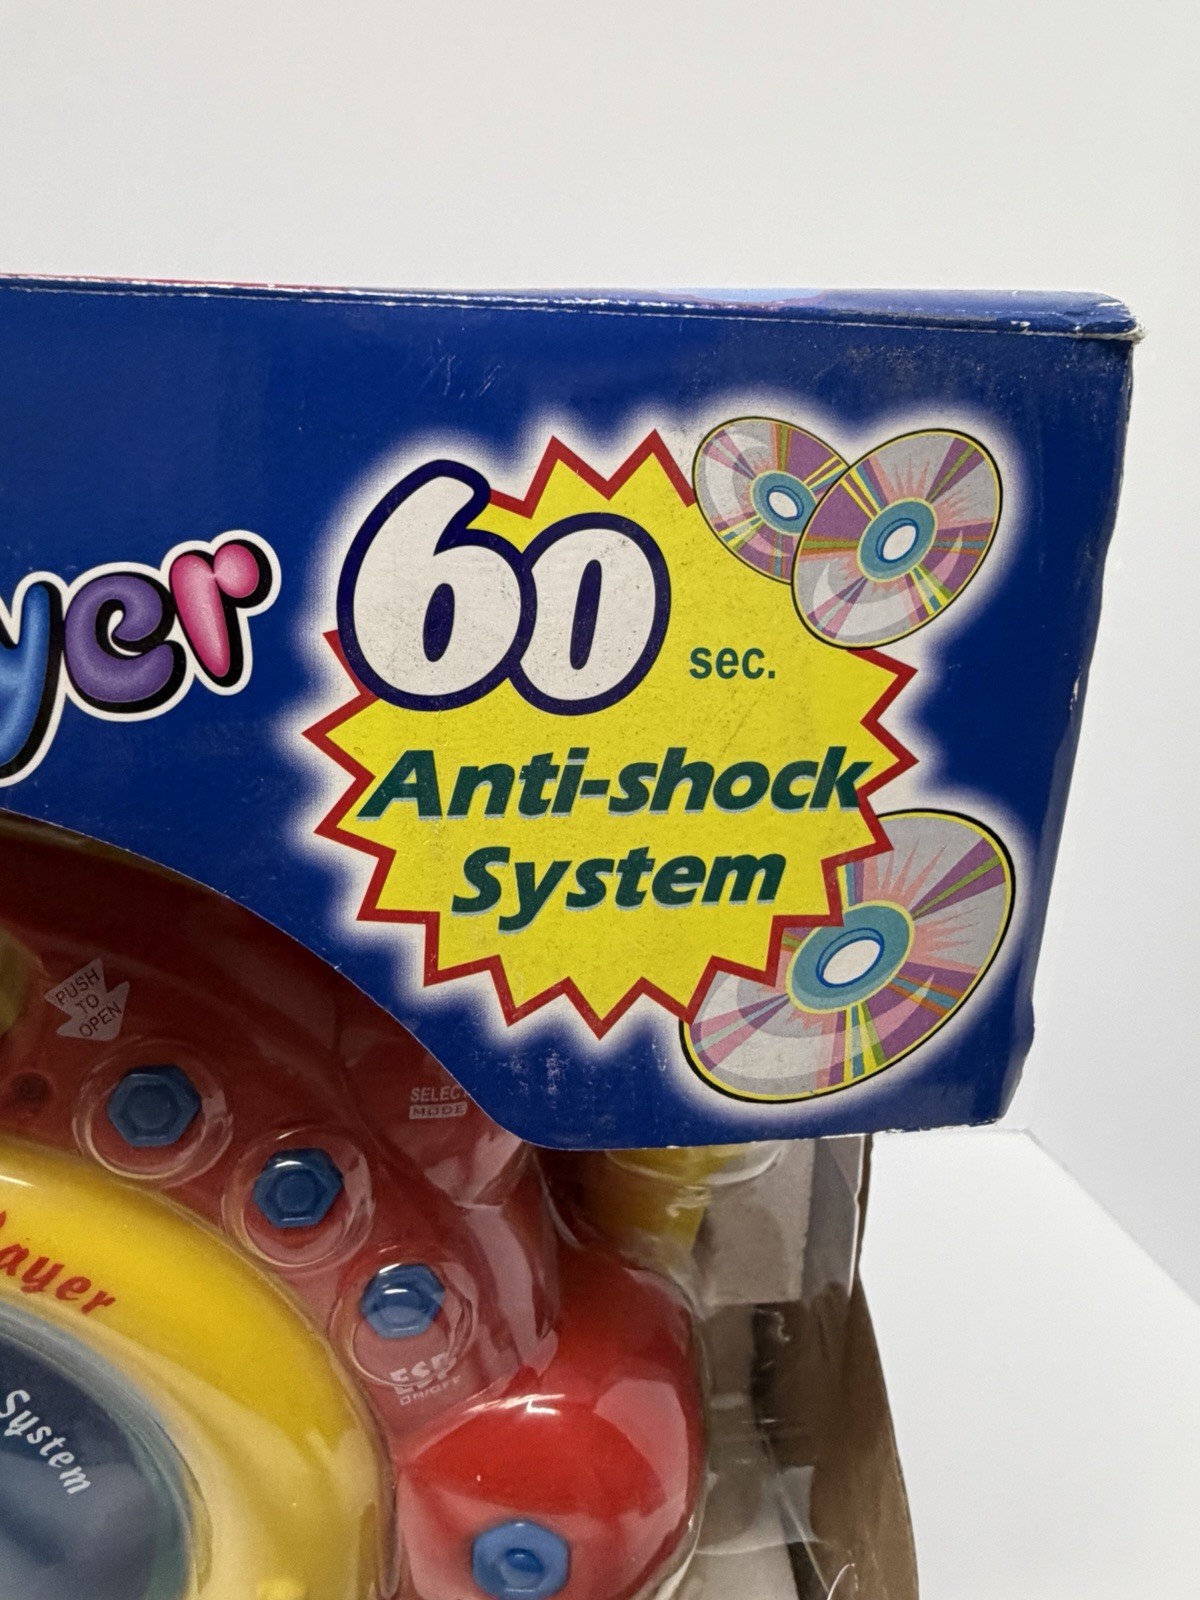 yer
60
sec.
Anti-shock
System
PUSH
TO
OPEN
SELECT
MODE
ayer
ESP
ON/OFF
System